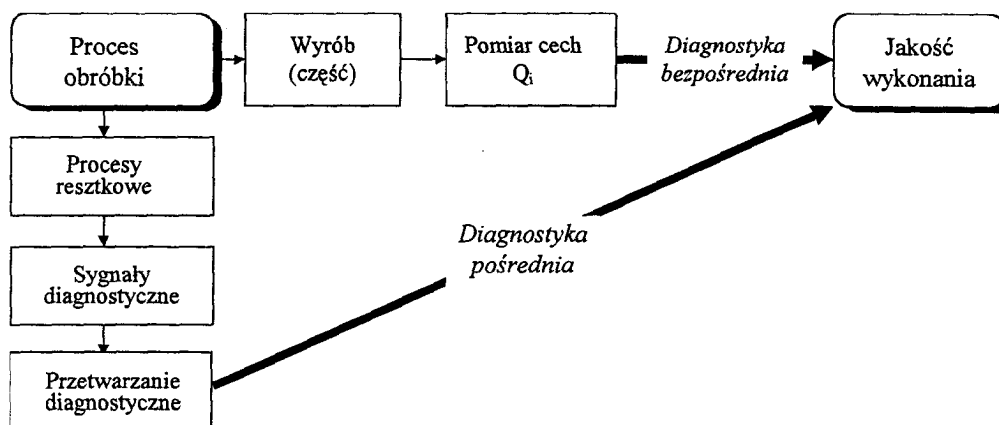 Proces
obróbki
Wyrób
(część)
Pomiar cech
Qi
Diagnostyka
bezpośrednia
Jakość
wykonania
Procesy
resztkowe
Sygnały
diagnostyczne
Przetwarzanie
diagnostyczne
Diagnostyka
pośrednia